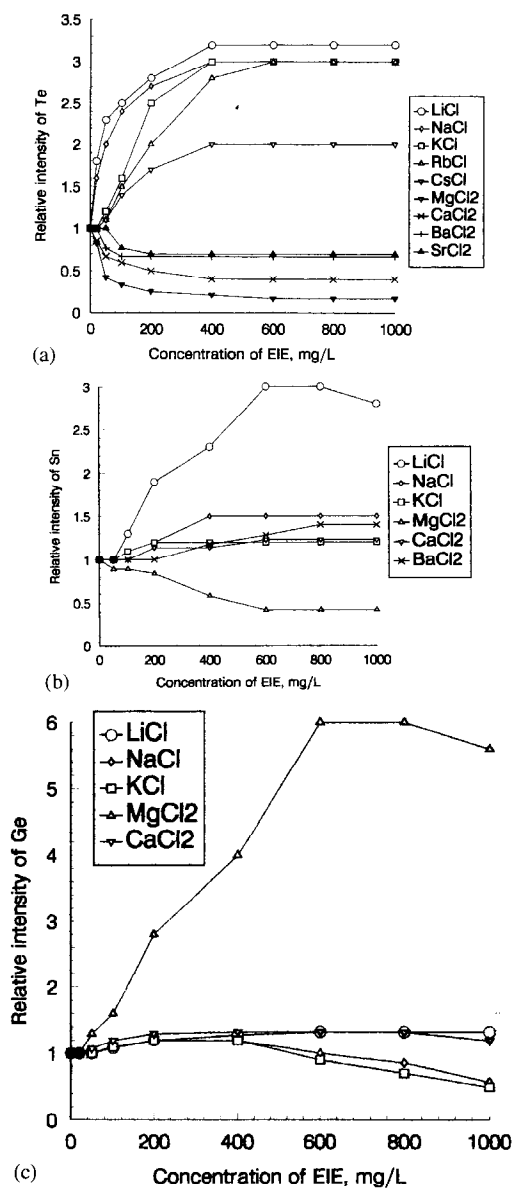 3.5
3
2.5
2
1.5
1
0.5
0
Relative intensity of Te
0 200 400 600 800 1000
Concentration of EIE, mg/L
LiCl
NaCl
KCl
RbCl
CsCl
MgCl2
CaCl2
BaCl2
SrCl2
(a)
3
2.5
2
1.5
1
0.5
0
Relative intensity of Sn
0 200 400 600 800 1000
Concentration of EIE, mg/L
LiCl
NaCl
KCl
MgCl2
CaCl2
BaCl2
(b)
6
5
4
3
2
1
0
Relative intensity of Ge
0 200 400 600 800 1000
Concentration of EIE, mg/L
LiCl
NaCl
KCl
MgCl2
CaCl2
(c)